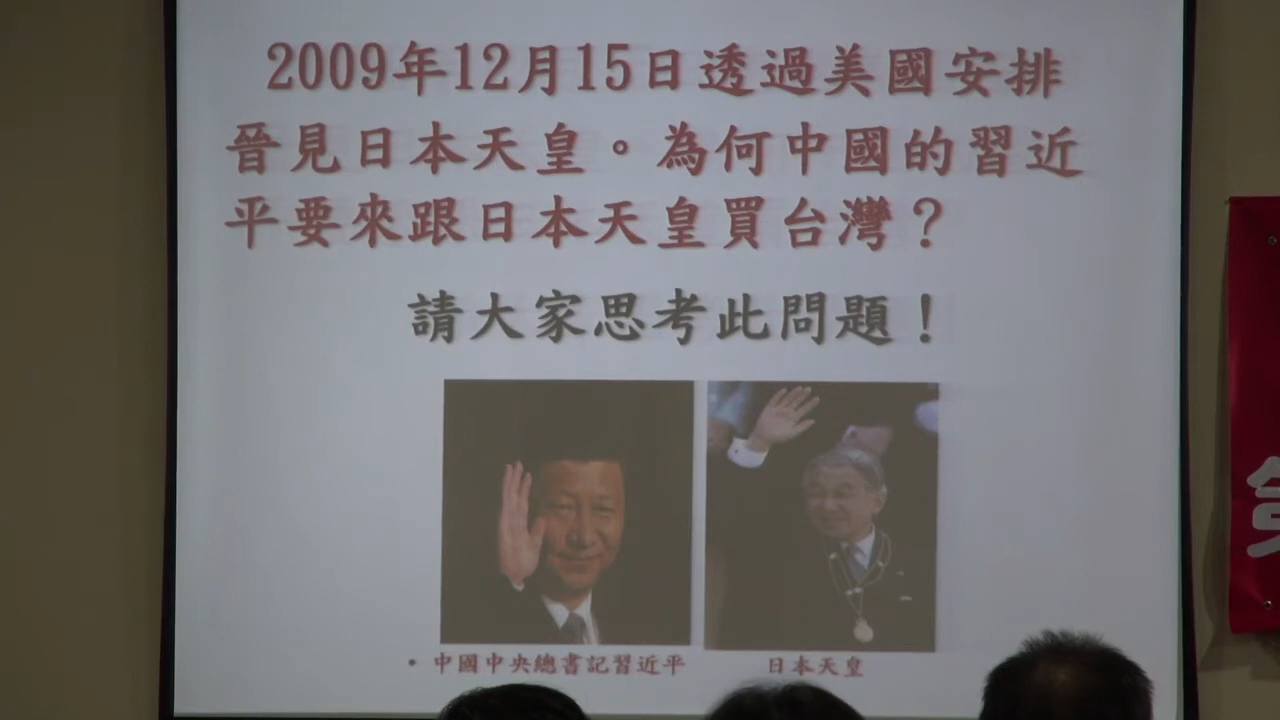 2009年12月15日透過美國安排
晉見日本天皇。為何中國的習近
平要來跟日本天皇買台灣？
請大家思考此問題！
• 中國中央總書記習近平
日本天皇